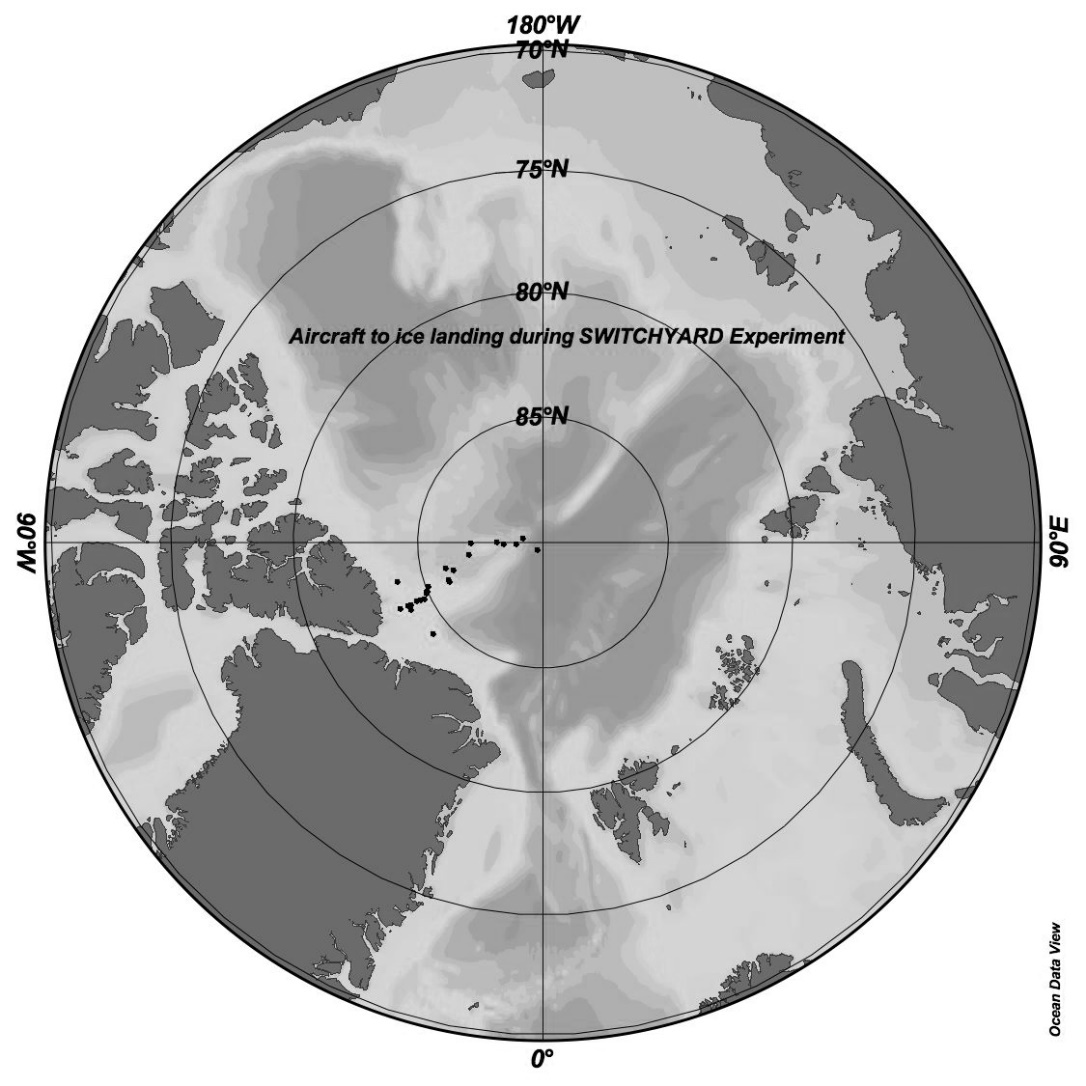 180°W
70°N
75°N
80°N
Aircraft to ice landing during SWITCHYARD Experiment
85°N
90°W
90°E
Ocean Data View
0°